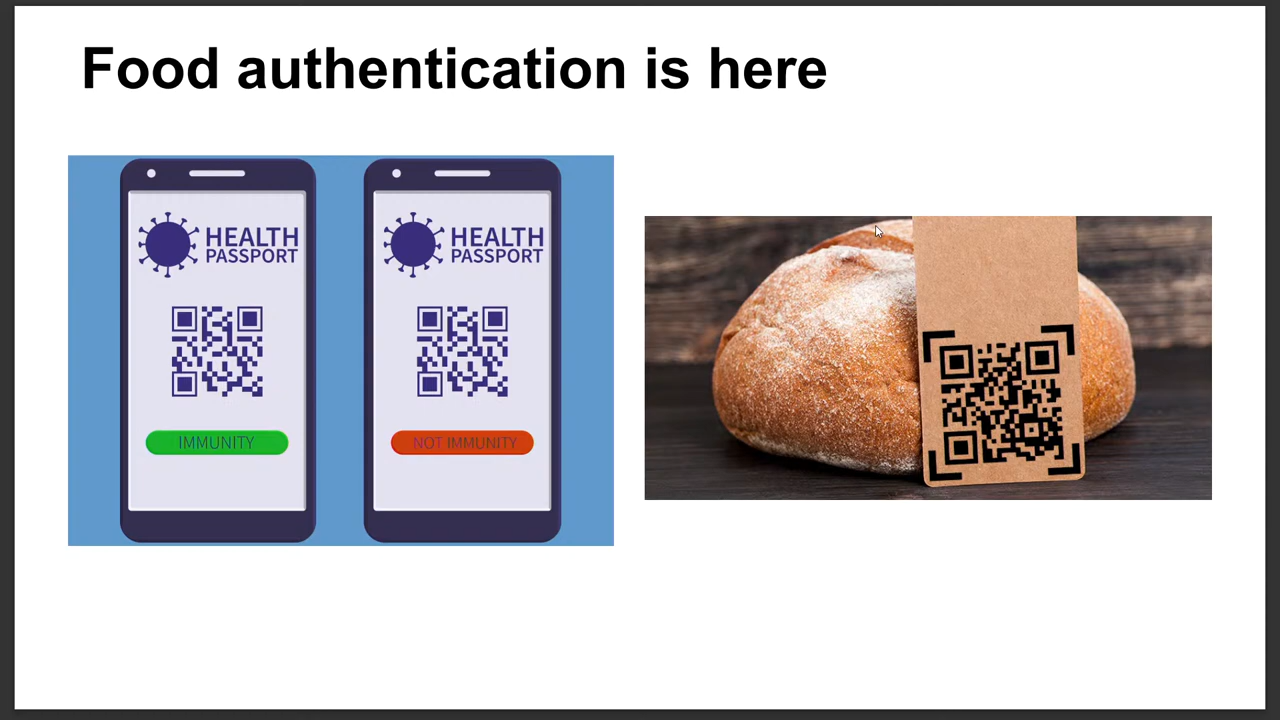 Food authentication is here
HEALTH
PASSPORT
IMMUNITY
HEALTH
PASSPORT
NOT IMMUNITY